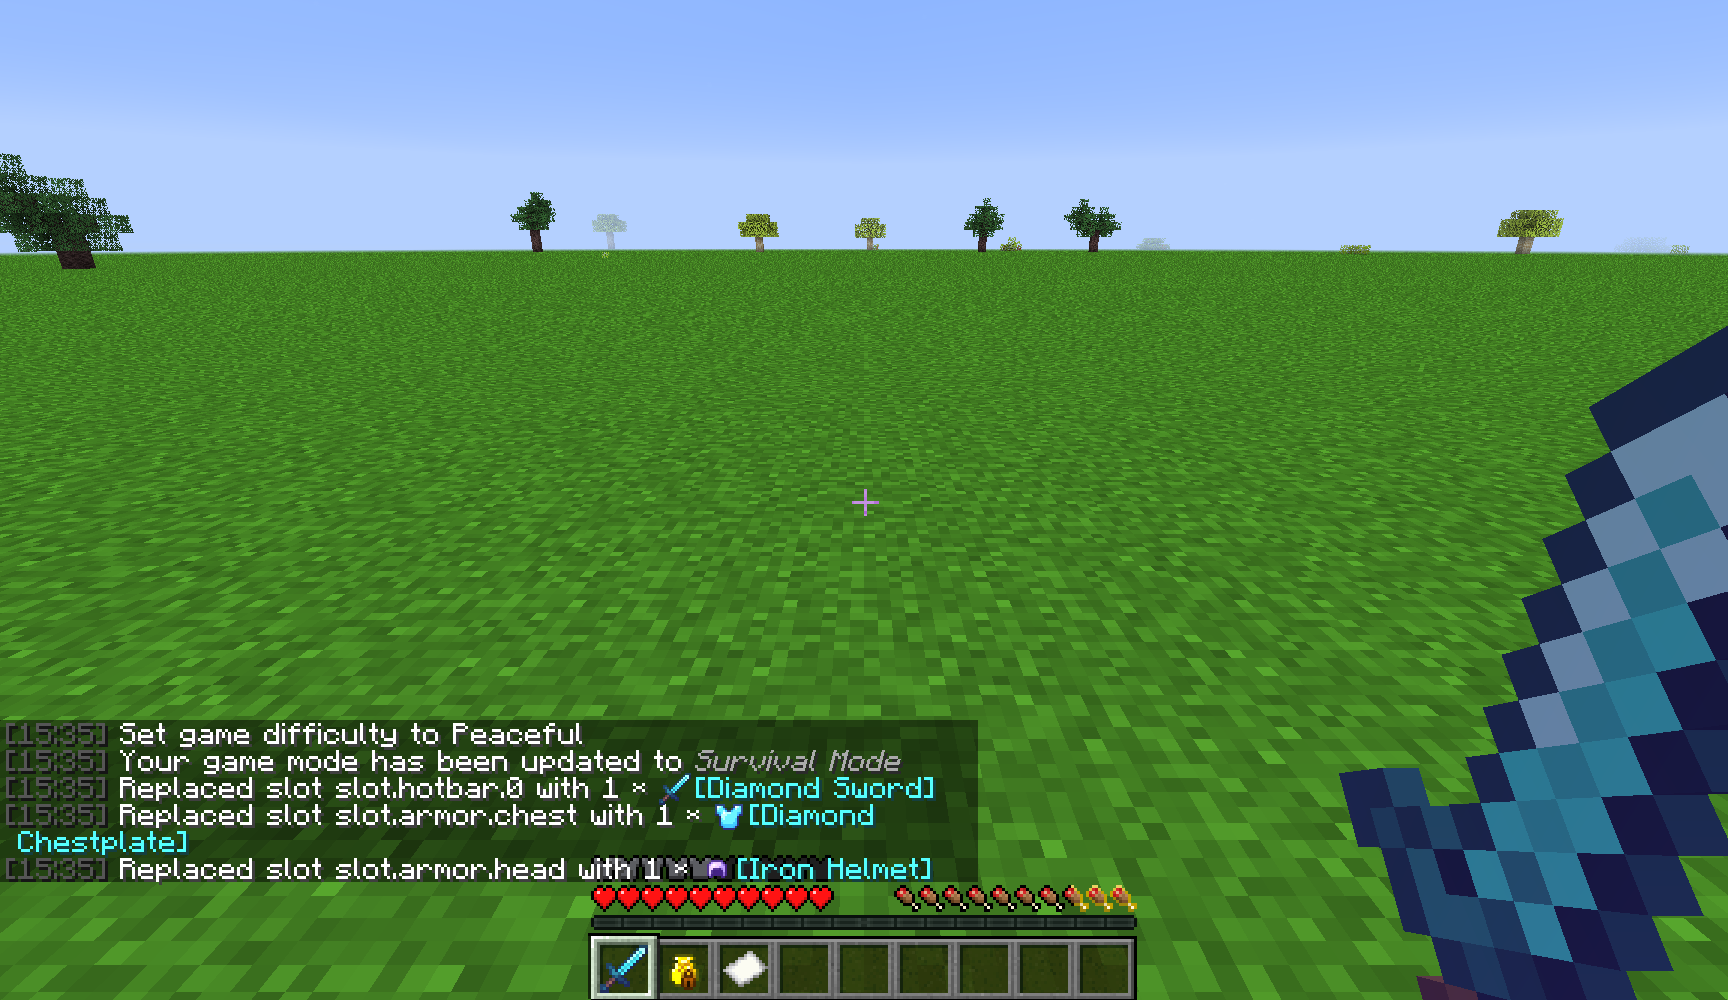 [15:35] Set game difficulty to Peaceful
[15:35] Your game mode has been updated to Survival Mode
[15:35] Replaced slot slot.hotbar.0 with 1 × [Diamond Sword]
[15:35] Replaced slot slot.armor.chest with 1 × [Diamond
Chestplate]
[15:35] Replaced slot slot.armor.head with 1 × [Iron Helmet]